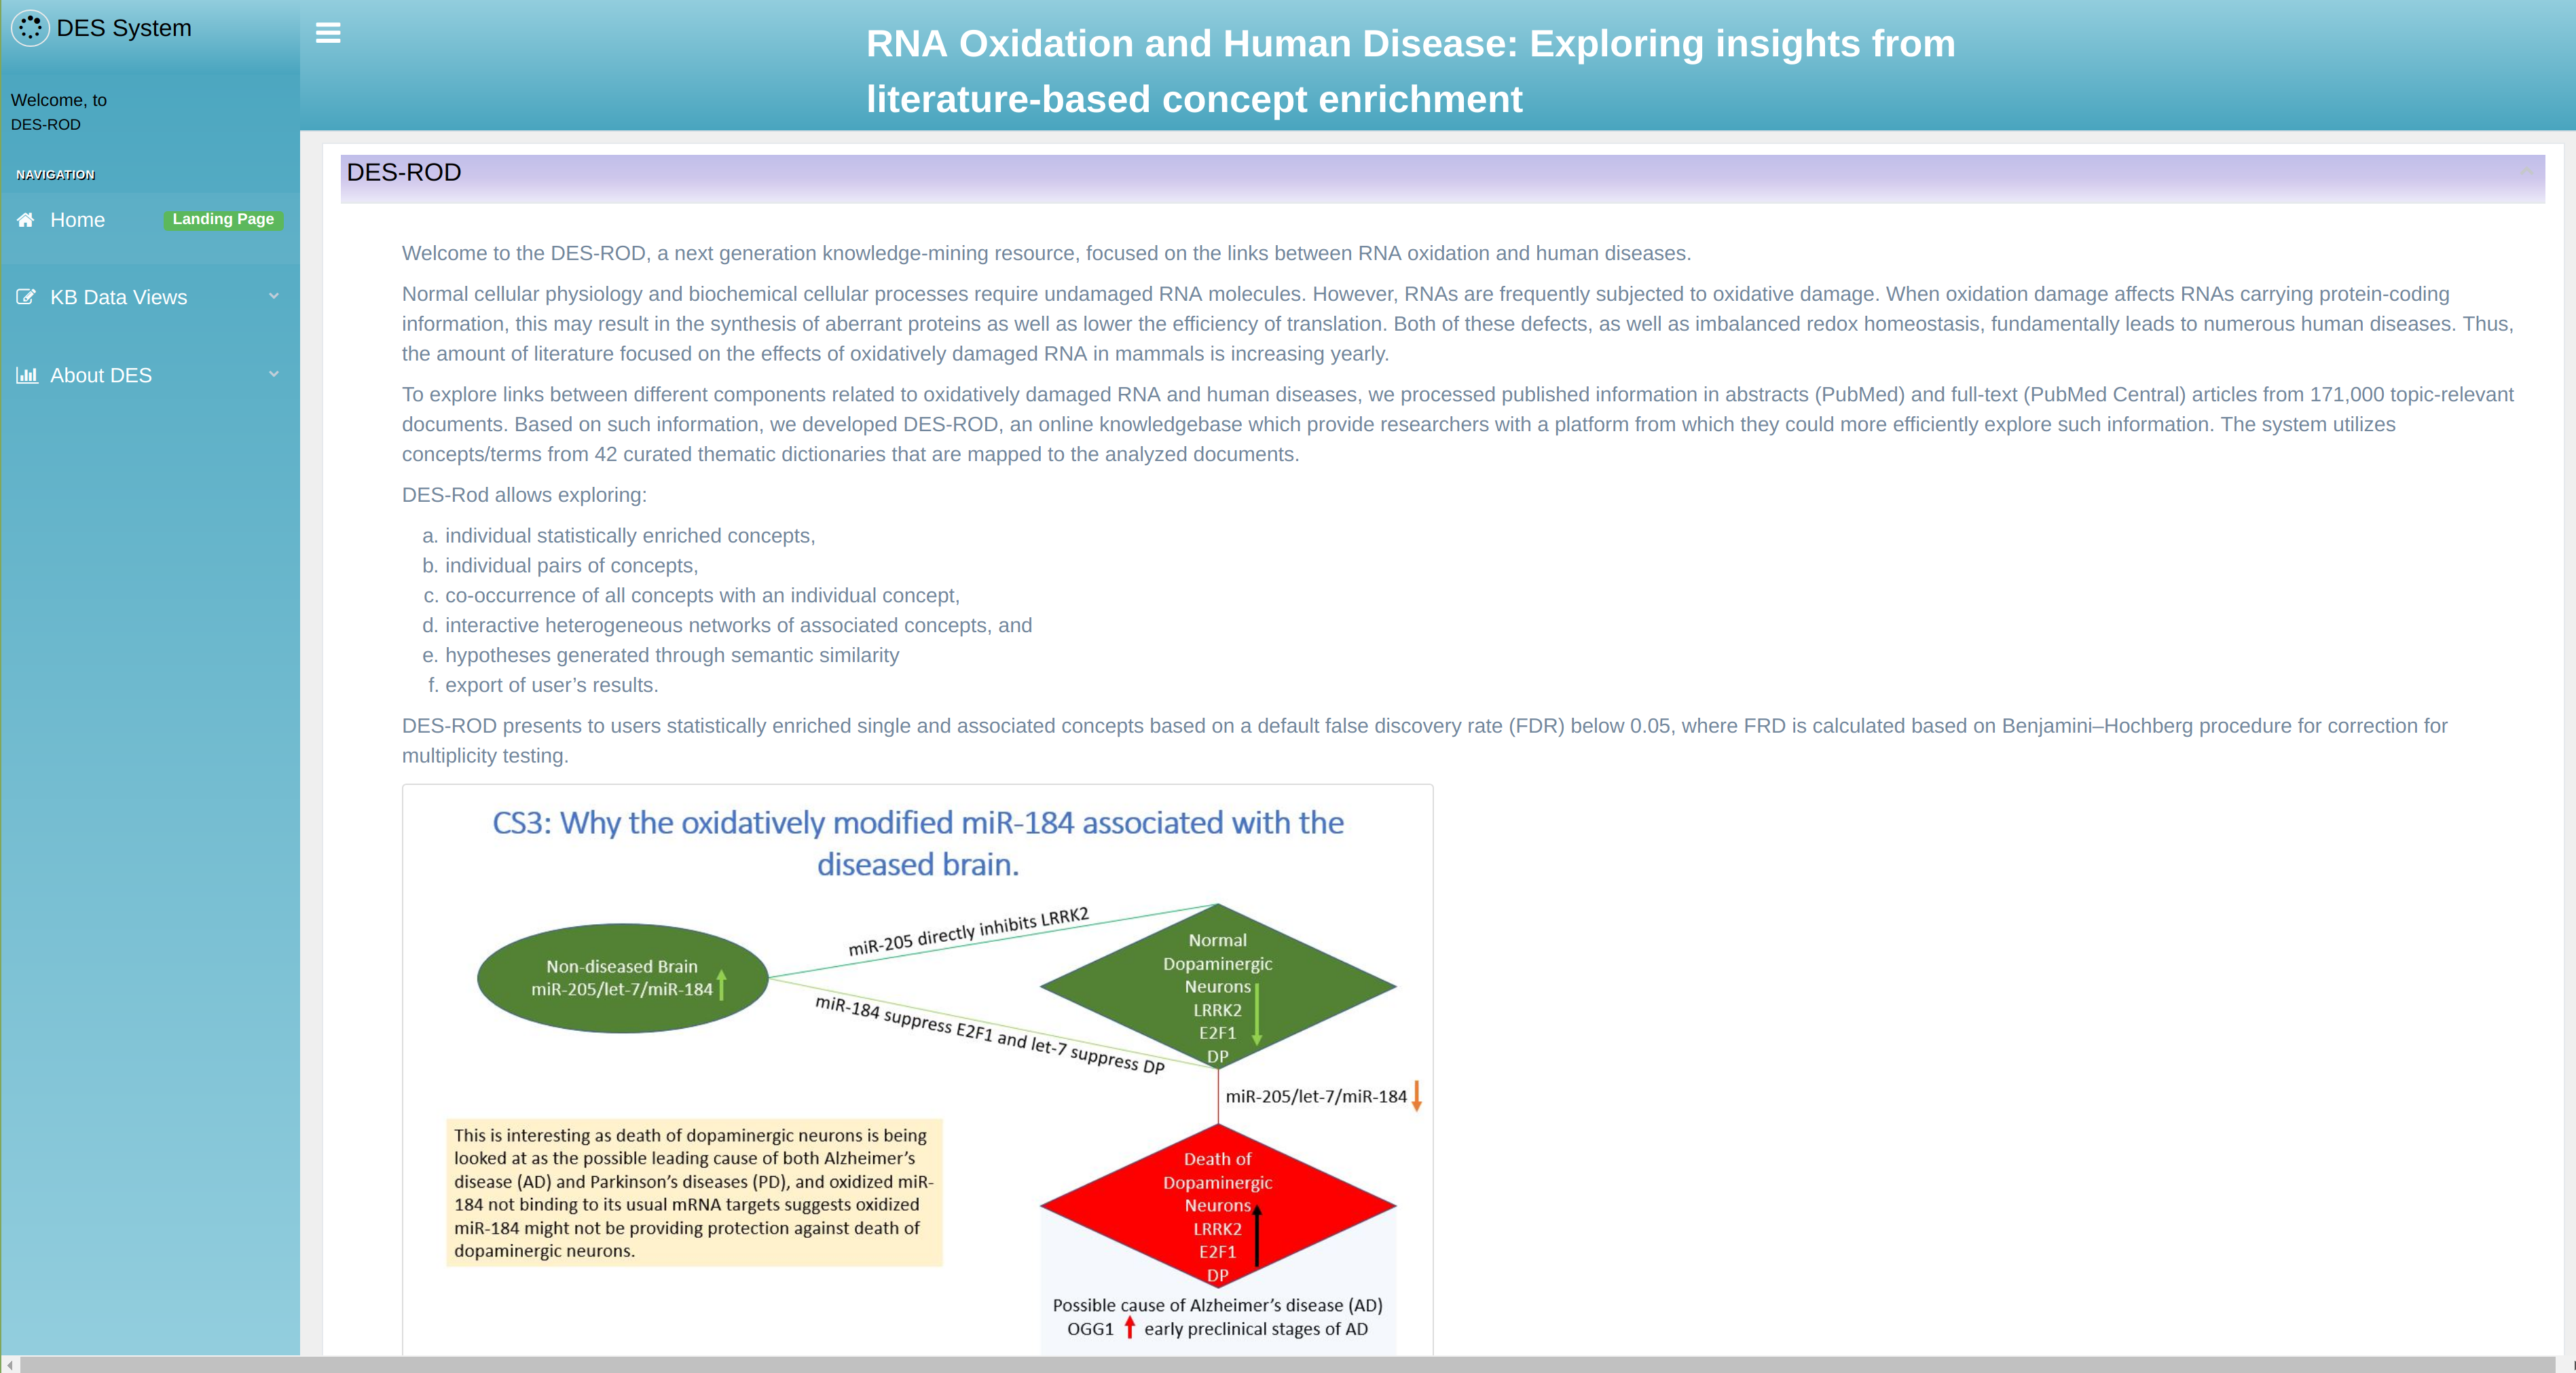 DES System
Welcome, to
DES-ROD
NAVIGATION
Home
Landing Page
KB Data Views
About DES
RNA Oxidation and Human Disease: Exploring insights from
literature-based concept enrichment
DES-ROD
Welcome to the DES-ROD, a next generation knowledge-mining resource, focused on the links between RNA oxidation and human diseases.
Normal cellular physiology and biochemical cellular processes require undamaged RNA molecules. However, RNAs are frequently subjected to oxidative damage. When oxidation damage affects RNAs carrying protein-coding
information, this may result in the synthesis of aberrant proteins as well as lower the efficiency of translation. Both of these defects, as well as imbalanced redox homeostasis, fundamentally leads to numerous human diseases. Thus,
the amount of literature focused on the effects of oxidatively damaged RNA in mammals is increasing yearly.
To explore links between different components related to oxidatively damaged RNA and human diseases, we processed published information in abstracts (PubMed) and full-text (PubMed Central) articles from 171,000 topic-relevant
documents. Based on such information, we developed DES-ROD, an online knowledgebase which provide researchers with a platform from which they could more efficiently explore such information. The system utilizes
concepts/terms from 42 curated thematic dictionaries that are mapped to the analyzed documents.
DES-Rod allows exploring:
a. individual statistically enriched concepts,
b. individual pairs of concepts,
c. co-occurrence of all concepts with an individual concept,
d. interactive heterogeneous networks of associated concepts, and
e. hypotheses generated through semantic similarity
f. export of user’s results.
DES-ROD presents to users statistically enriched single and associated concepts based on a default false discovery rate (FDR) below 0.05, where FRD is calculated based on Benjamini–Hochberg procedure for correction for
multiplicity testing.
CS3: Why the oxidatively modified miR-184 associated with the
diseased brain.
miR-205 directly inhibits LRRK2
Non-diseased Brain
miR-205/let-7/miR-184
miR-184 suppress E2F1 and let-7 suppress DP
Normal
Dopaminergic
Neurons
LRRK2
E2F1
DP
miR-205/let-7/miR-184
This is interesting as death of dopaminergic neurons is being
looked at as the possible leading cause of both Alzheimer’s
disease (AD) and Parkinson’s diseases (PD), and oxidized miR-
184 not binding to its usual mRNA targets suggests oxidized
miR-184 might not be providing protection against death of
dopaminergic neurons.
Death of
Dopaminergic
Neurons
LRRK2
E2F1
DP
Possible cause of Alzheimer’s disease (AD)
OGG1 early preclinical stages of AD